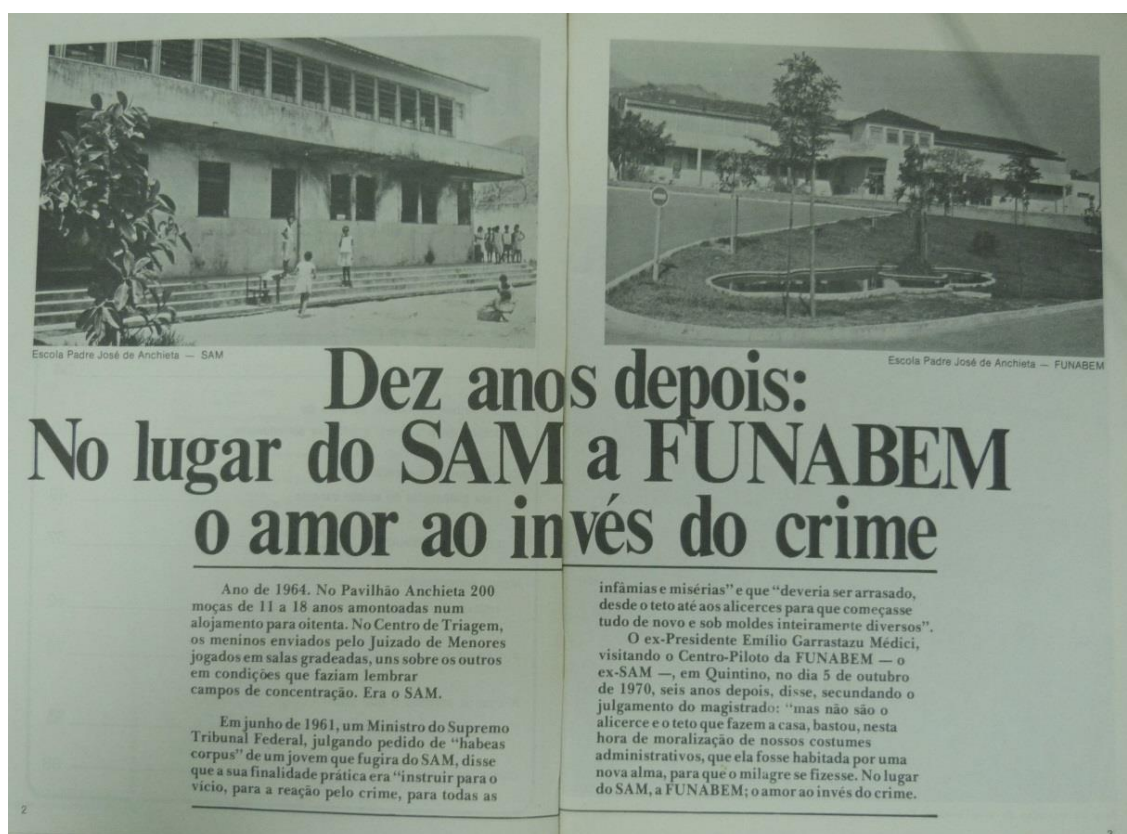 Escola Padre José de Anchieta — SAM
Escola Padre José de Anchieta — FUNABEM
Dez anos depois:
No lugar do SAM a FUNABEM
o amor ao invés do crime
Ano de 1964. No Pavilhão Anchieta 200
moças de 11 a 18 anos amontoadas num
alojamento para oitenta. No Centro de Triagem,
os meninos enviados pelo Juizado de Menores
jogados em salas gradeadas, uns sobre os outros
em condições que faziam lembrar
campos de concentração. Era o SAM.
Em junho de 1961, um Ministro do Supremo
Tribunal Federal, julgando pedido de “habeas
corpus” de um jovem que fugira do SAM, disse
que a sua finalidade prática era “instruir para o
vício, para a reação pelo crime, para todas as
infâmias e misérias” e que “deveria ser arrasado,
desde o teto até aos alicerces para que começasse
tudo de novo e sob moldes inteiramente diversos”.
O ex-Presidente Emílio Garrastazu Médici,
visitando o Centro-Piloto da FUNABEM — o
ex-SAM —, em Quintino, no dia 5 de outubro
de 1970, seis anos depois, disse, secundando o
julgamento do magistrado: “mas não são o
alicerce e o teto que fazem a casa, bastou, nesta
hora de moralização de nossos costumes
administrativos, que ela fosse habitada por uma
nova alma, para que o milagre se fizesse. No lugar
do SAM, a FUNABEM; o amor ao invés do crime.
2